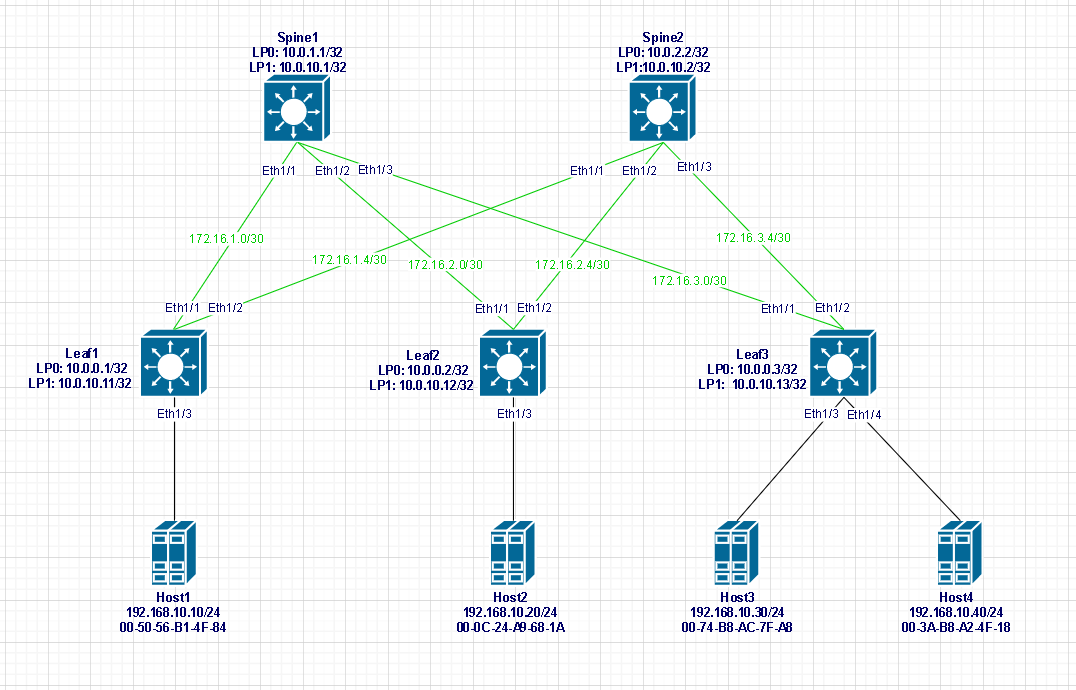 Spine1
LP0: 10.0.1.1/32
LP1: 10.0.10.1/32
Spine2
LP0: 10.0.2.2/32
LP1:10.0.10.2/32
Eth1/1
Eth1/2
Eth1/3
Eth1/1
Eth1/2
Eth1/3
172.16.1.0/30
172.16.1.4/30
172.16.2.0/30
172.16.2.4/30
172.16.3.0/30
172.16.3.4/30
Eth1/1
Eth1/2
Eth1/1
Eth1/2
Eth1/1
Eth1/2
Leaf1
LP0: 10.0.0.1/32
LP1: 10.0.10.11/32
Leaf2
LP0: 10.0.0.2/32
LP1: 10.0.10.12/32
Leaf3
LP0: 10.0.0.3/32
LP1: 10.0.10.13/32
Eth1/3
Eth1/3
Eth1/3
Eth1/4
Host1
192.168.10.10/24
00-50-56-B1-4F-84
Host2
192.168.10.20/24
00-0C-24-A9-68-1A
Host3
192.168.10.30/24
00-74-B8-AC-7F-A8
Host4
192.168.10.40/24
00-3A-B8-A2-4F-18